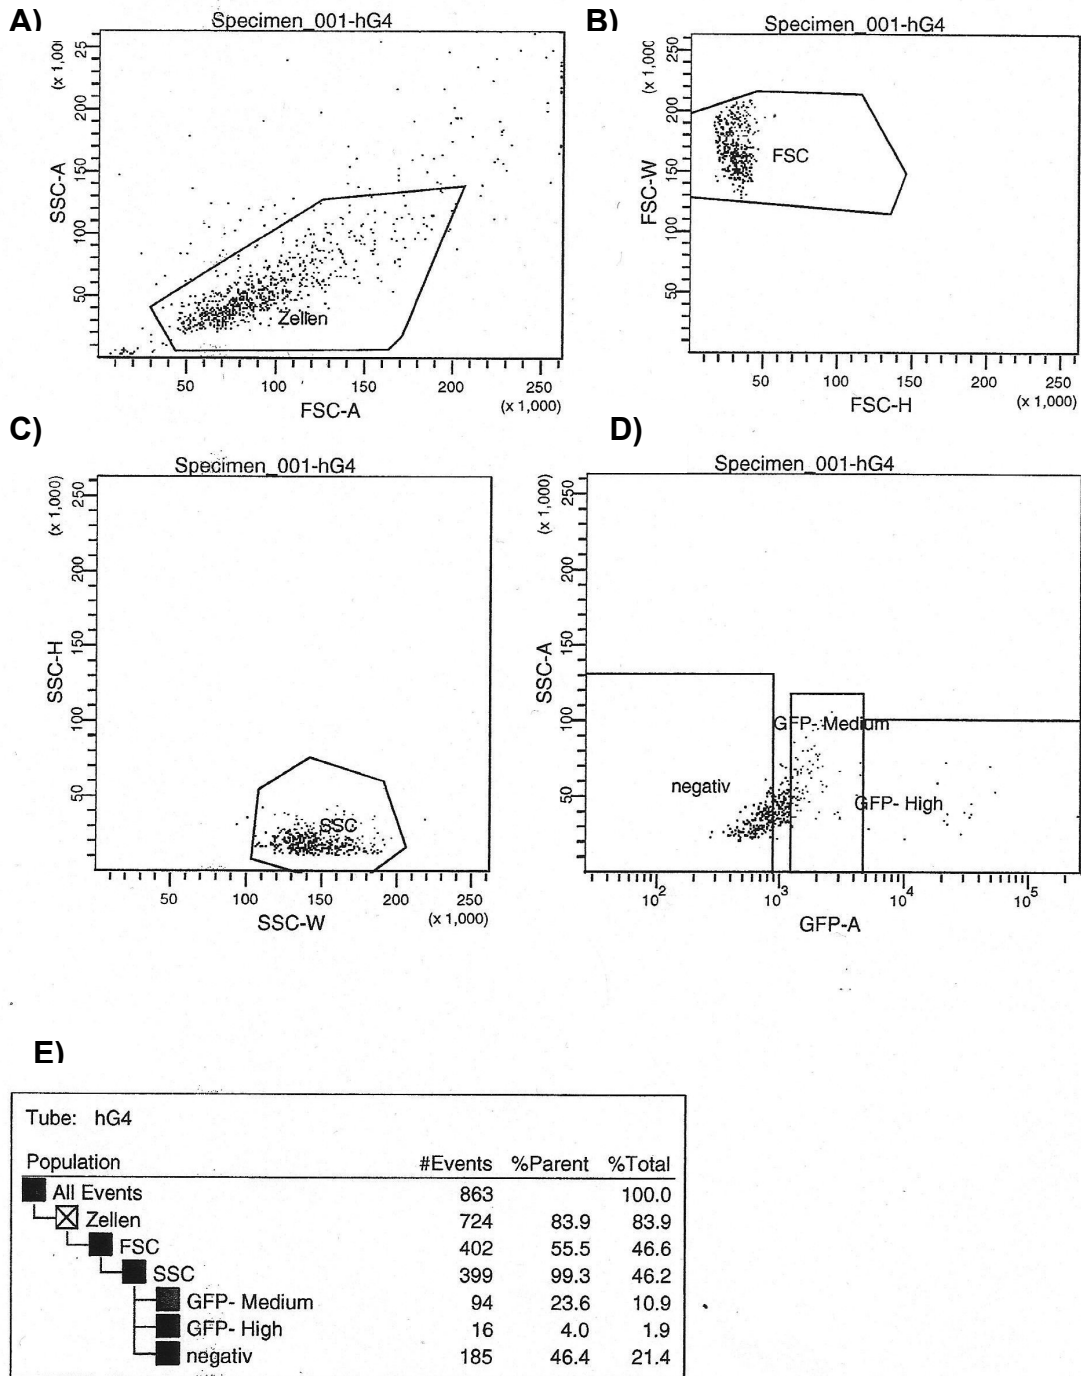 A)
Specimen_001-hG4
(x 1,00
25
200
150
100
50
SSC-A
Zellen
50 100 150 200 250
FSC-A
(x 1,000)
B)
Specimen_001-hG4
(x 1,000
250
200
150
100
50
FSC-W
FSC
50 100 150 200 250
FSC-H
(x 1,000)
C)
Specimen_001-hG4
(x 1,000)
250
200
150
100
50
SSC-H
SSC
50 100 150 200 250
SSC-W
(x 1,000)
D)
Specimen_001-hG4
(x 1,000)
250
200
150
100
50
SSC-A
GFP- Medium
negativ
GFP- High
10^2 10^3 10^4 10^5
GFP-A
E)
Tube: hG4
Population #Events %Parent %Total
All Events 863 100.0
Zellen 724 83.9 83.9
FSC 402 55.5 46.6
SSC 399 99.3 46.2
GFP- Medium 94 23.6 10.9
GFP- High 16 4.0 1.9
negativ 185 46.4 21.4